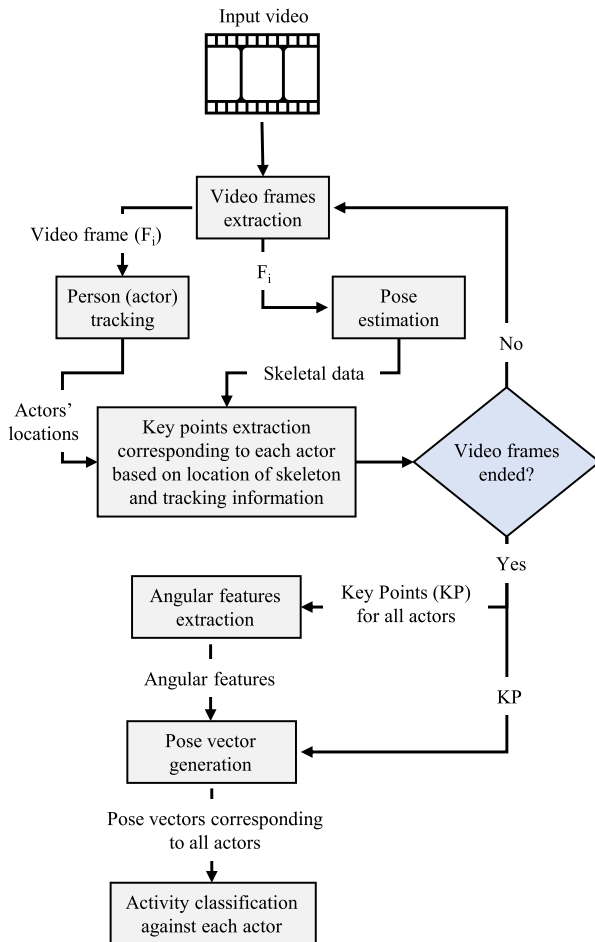 Input video
Video frames
extraction
Video frame (Fi)
Fi
Person (actor)
tracking
Pose
estimation
No
Skeletal data
Actors’
locations
Key points extraction
corresponding to each actor
based on location of skeleton
and tracking information
Video frames
ended?
Yes
Angular features
extraction
Key Points (KP)
for all actors
Angular features
KP
Pose vector
generation
Pose vectors corresponding
to all actors
Activity classification
against each actor